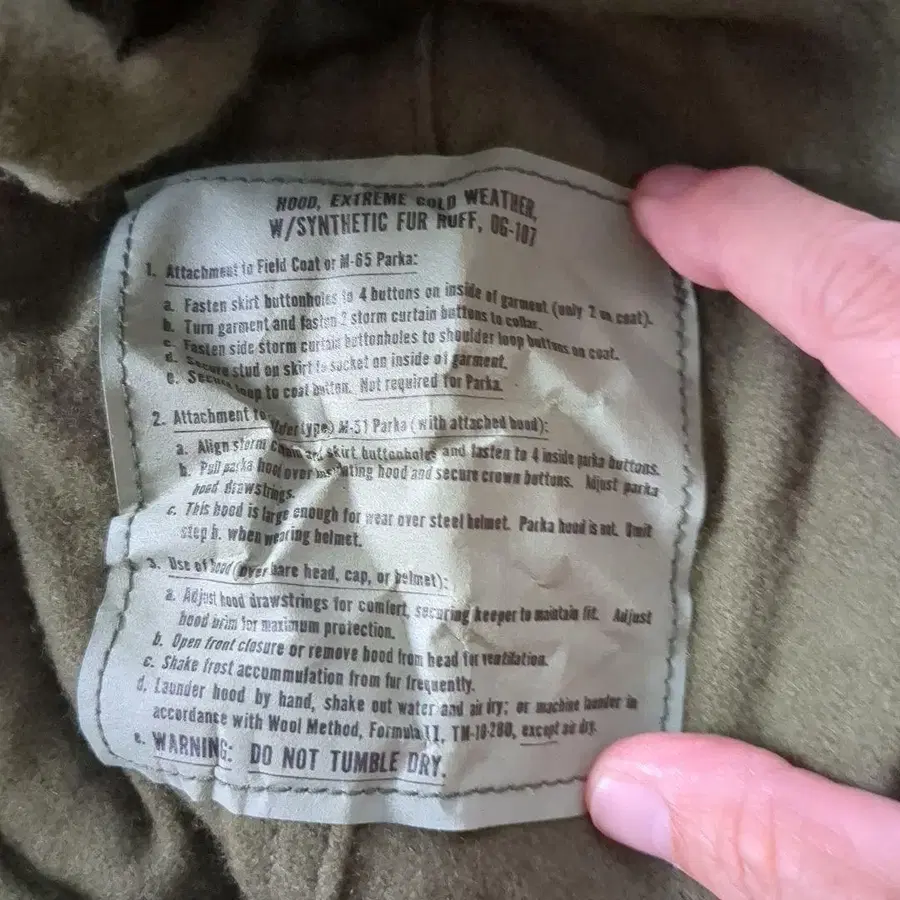 HOOD, EXTREME COLD WEATHER,
W/SYNTHETIC FUR RUFF, OG-107
1. Attachment to Field Coat or M-65 Parka:
a. Fasten skirt buttonholes to 4 buttons on inside of garment (only 2 on coat).
b. Turn garment and fasten 2 storm curtain buttons to collar.
c. Fasten side storm curtain buttonholes to shoulder loop buttons on coat.
d. Secure stud on skirt to socket on inside of garment.
e. Secure loop to coat button. Not required for Parka.
2. Attachment to (older type) M-51 Parka (with attached hood):
a. Align storm and skirt buttonholes and fasten to 4 inside parka buttons.
b. Pull parka hood over insulating hood and secure crown buttons. Adjust parka
hood drawstrings.
c. This hood is large enough for wear over steel helmet. Parka hood is not. Omit
step b. when wearing helmet.
3. Use of hood (over bare head, cap, or helmet):
a. Adjust hood drawstrings for comfort, securing keeper to maintain fit. Adjust
hood brim for maximum protection.
b. Open front closure or remove hood from head for ventilation.
c. Shake frost accommulation from fur frequently.
d. Launder hood by hand, shake out water and air dry; or machine launder in
accordance with Wool Method, Formula II, TM-10-280, except air dry.
e. WARNING: DO NOT TUMBLE DRY.